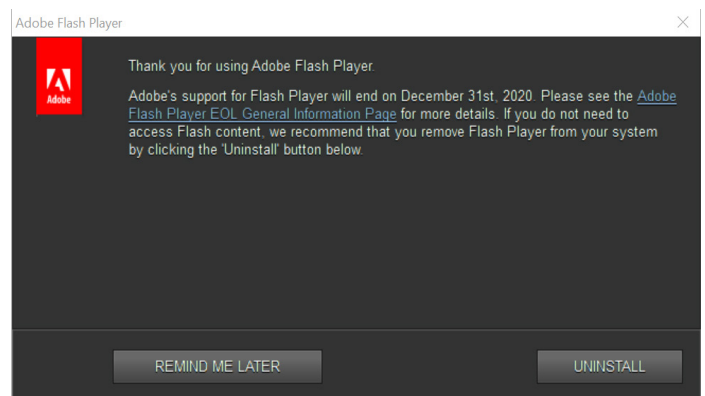 Adobe Flash Player
Adobe
Thank you for using Adobe Flash Player.
Adobe's support for Flash Player will end on December 31st, 2020. Please see the Adobe
Flash Player EOL General Information Page for more details. If you do not need to
access Flash content, we recommend that you remove Flash Player from your system
by clicking the 'Uninstall' button below.
REMIND ME LATER
UNINSTALL